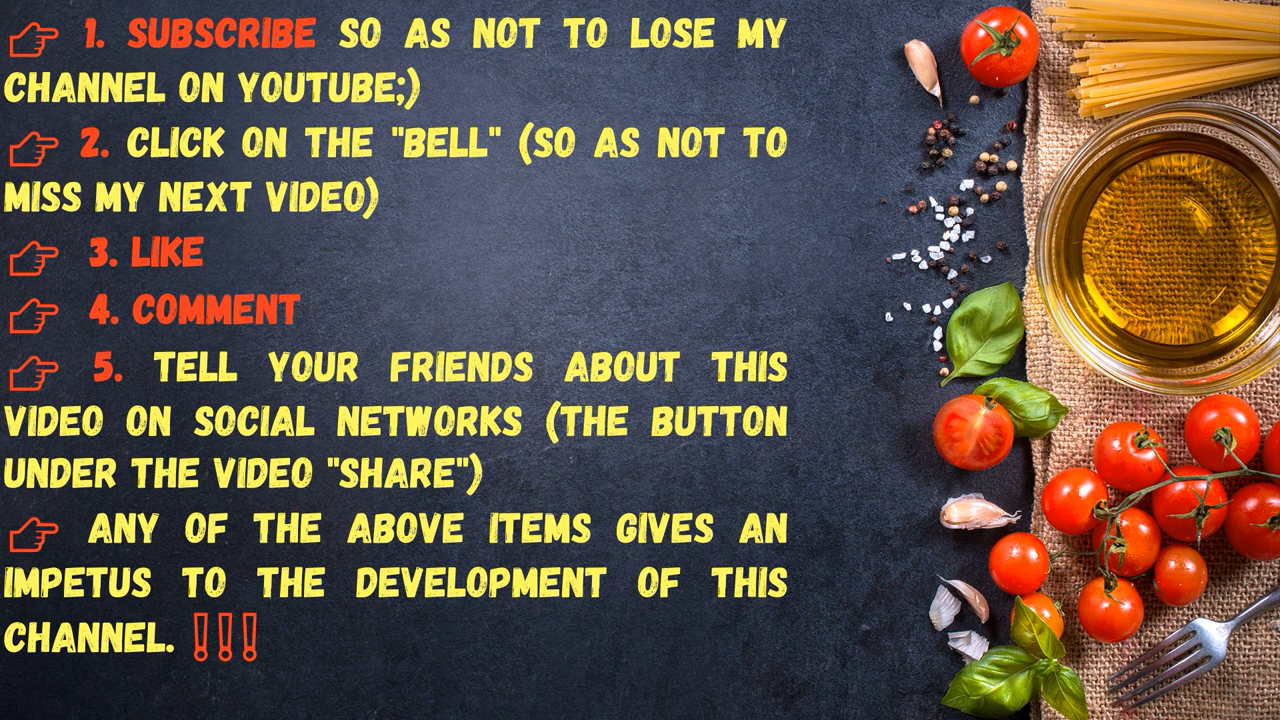 👉 1. SUBSCRIBE SO AS NOT TO LOSE MY
CHANNEL ON YOUTUBE;)
👉 2. CLICK ON THE "BELL" (SO AS NOT TO
MISS MY NEXT VIDEO)
👉 3. LIKE
👉 4. COMMENT
👉 5. TELL YOUR FRIENDS ABOUT THIS
VIDEO ON SOCIAL NETWORKS (THE BUTTON
UNDER THE VIDEO "SHARE")
👉 ANY OF THE ABOVE ITEMS GIVES AN
IMPETUS TO THE DEVELOPMENT OF THIS
CHANNEL. !!!